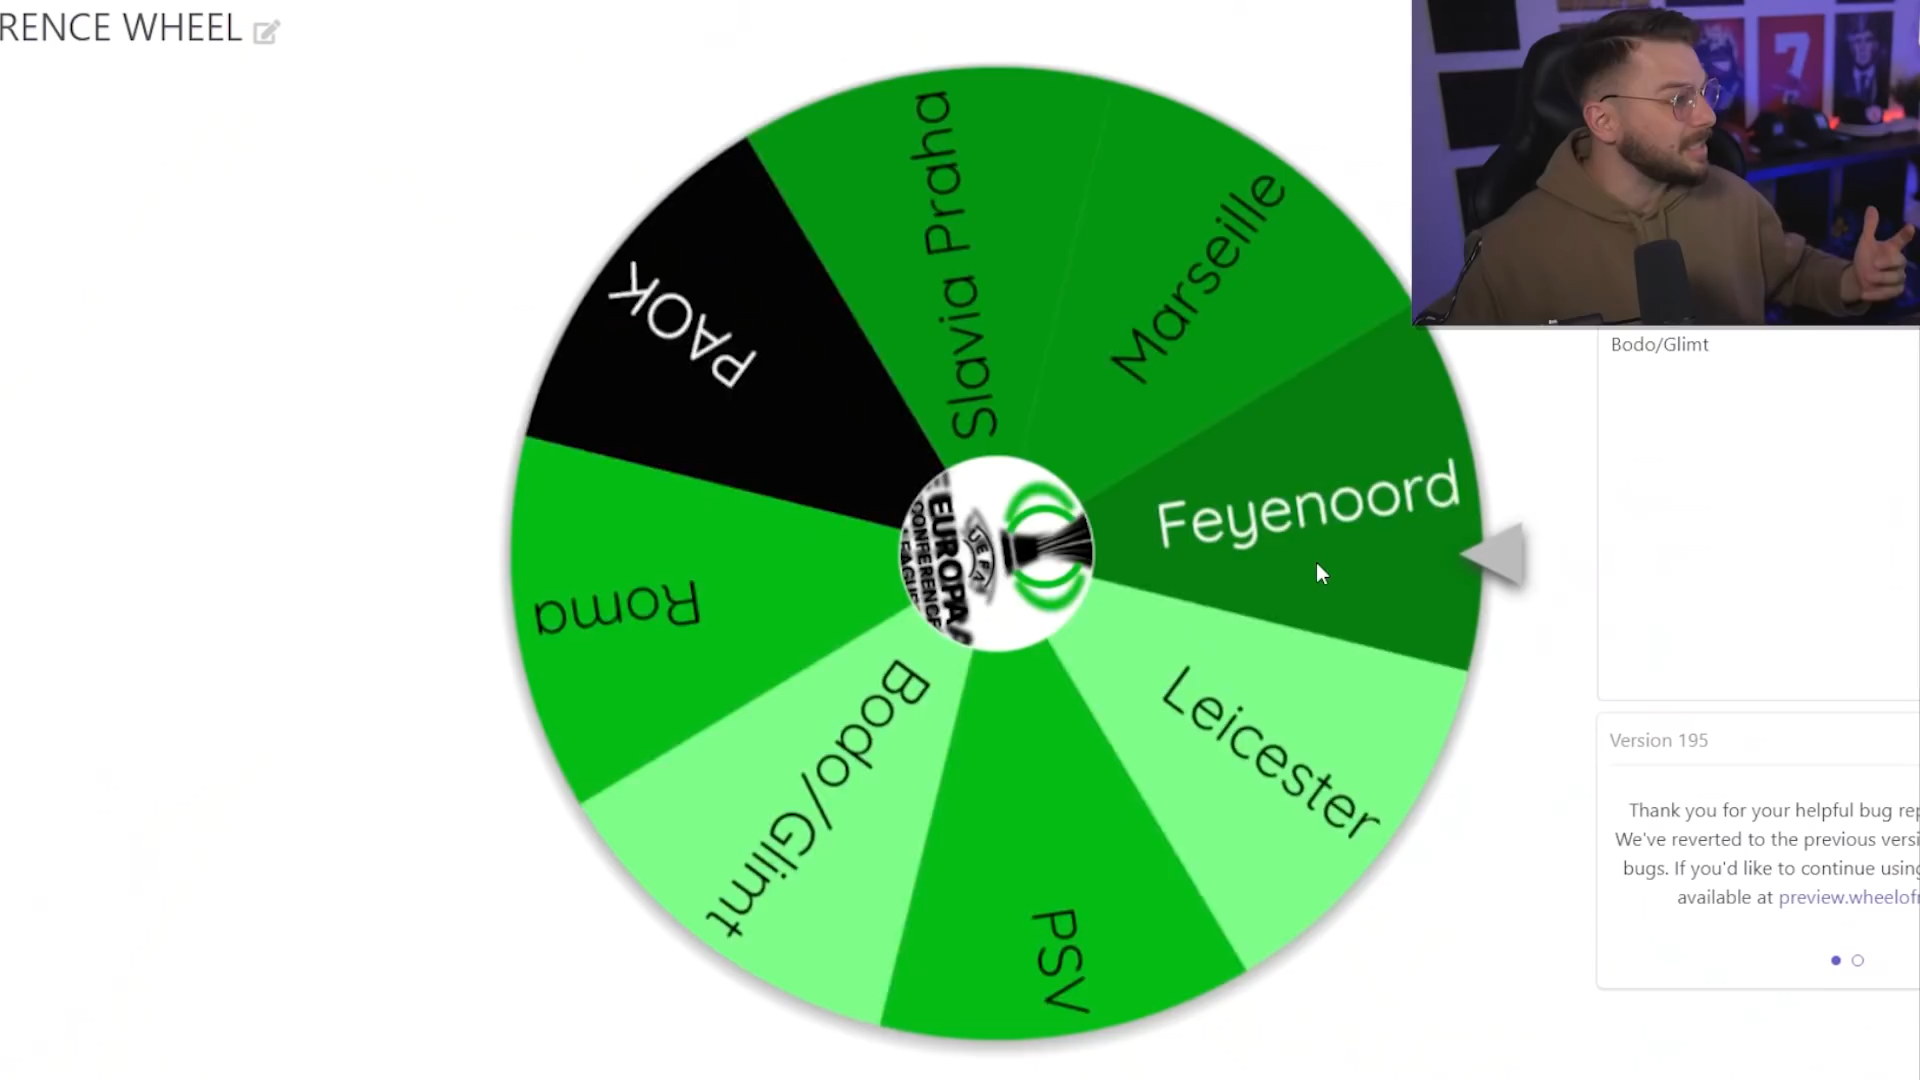 RENCE WHEEL
Slavia Praha
Marseille
PAOK
Feyenoord
7
Bodo/Glimt
Roma
UEFA
EUROPA
CONFERENCE
LEAGUE
Leicester
Bodo/Glimt
PSV
Version 195
Thank you for your helpful bug rep
We've reverted to the previous versi
bugs. If you'd like to continue using
available at preview.wheelofn